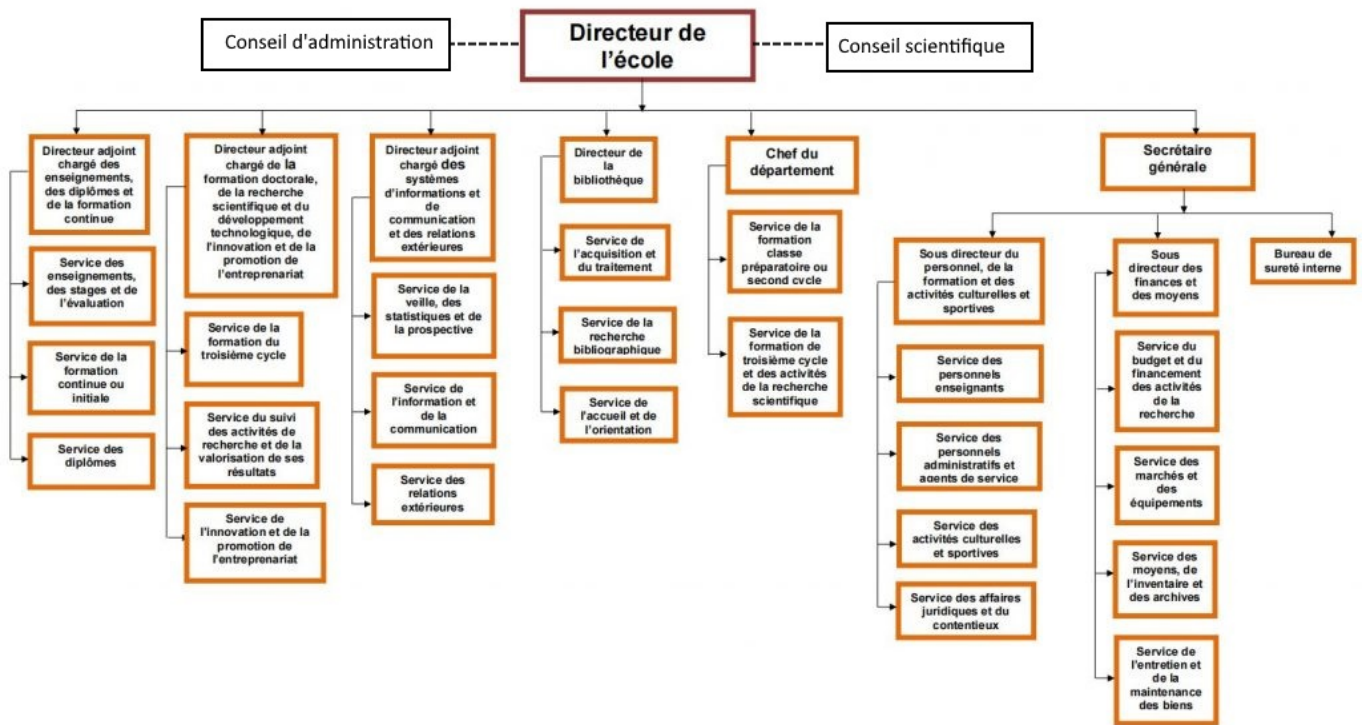 Conseil d'administration
Directeur de
l'école
Conseil scientifique
Directeur adjoint
chargé des
enseignements,
des diplômes et
de la formation
continue
Service des
enseignements,
des stages et de
l'évaluation
Service de la
formation
continue ou
initiale
Service des
diplômes
Directeur adjoint
chargé de la
formation doctorale,
de la recherche
scientifique et du
développement
technologique, de
l'innovation et de la
promotion de
l'entreprenariat
Service de la
formation du
troisième cycle
Service du suivi
des activités de
recherche et de la
valorisation de ses
résultats
Service de
l'innovation et de la
promotion de
l'entreprenariat
Directeur adjoint
chargé des
systèmes
d'informations et
de
communication
et des relations
extérieures
Service de la
veille, des
statistiques et de
la prospective
Service de
l'information et
de la
communication
Service des
relations
extérieures
Directeur de
la
bibliothèque
Service de
l'acquisition et
du traitement
Service de la
recherche
bibliographique
Service de
l'accueil et de
l'orientation
Chef du
département
Service de la
formation
classe
préparatoire ou
second cycle
Service de la
formation de
troisième cycle
et des activités
de la recherche
scientifique
Secrétaire
générale
Sous directeur du
personnel, de la
formation et des
activités culturelles et
sportives
Service des
personnels
enseignants
Service des
personnels
administratifs et
agents de service
Service des
activités culturelles
et sportives
Service des affaires
juridiques et du
contentieux
Sous
directeur des
finances et
des moyens
Service du
budget et du
financement
des activités
de la
recherche
Service des
marchés et
des
équipements
Service des
moyens, de
l'inventaire et
des archives
Service de
l'entretien et
de la
maintenance
des biens
Bureau de
sureté interne